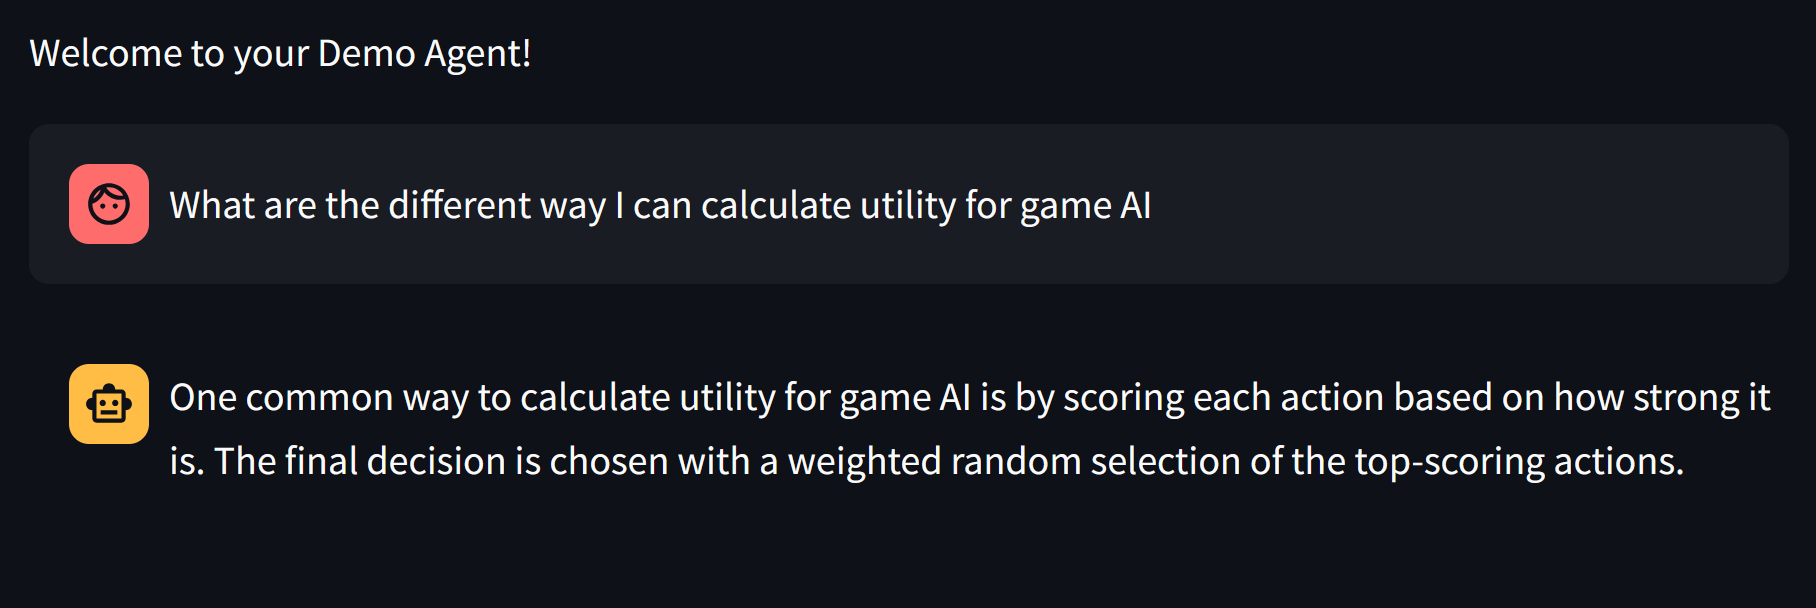 Welcome to your Demo Agent!
What are the different way I can calculate utility for game AI
One common way to calculate utility for game AI is by scoring each action based on how strong it
is. The final decision is chosen with a weighted random selection of the top-scoring actions.